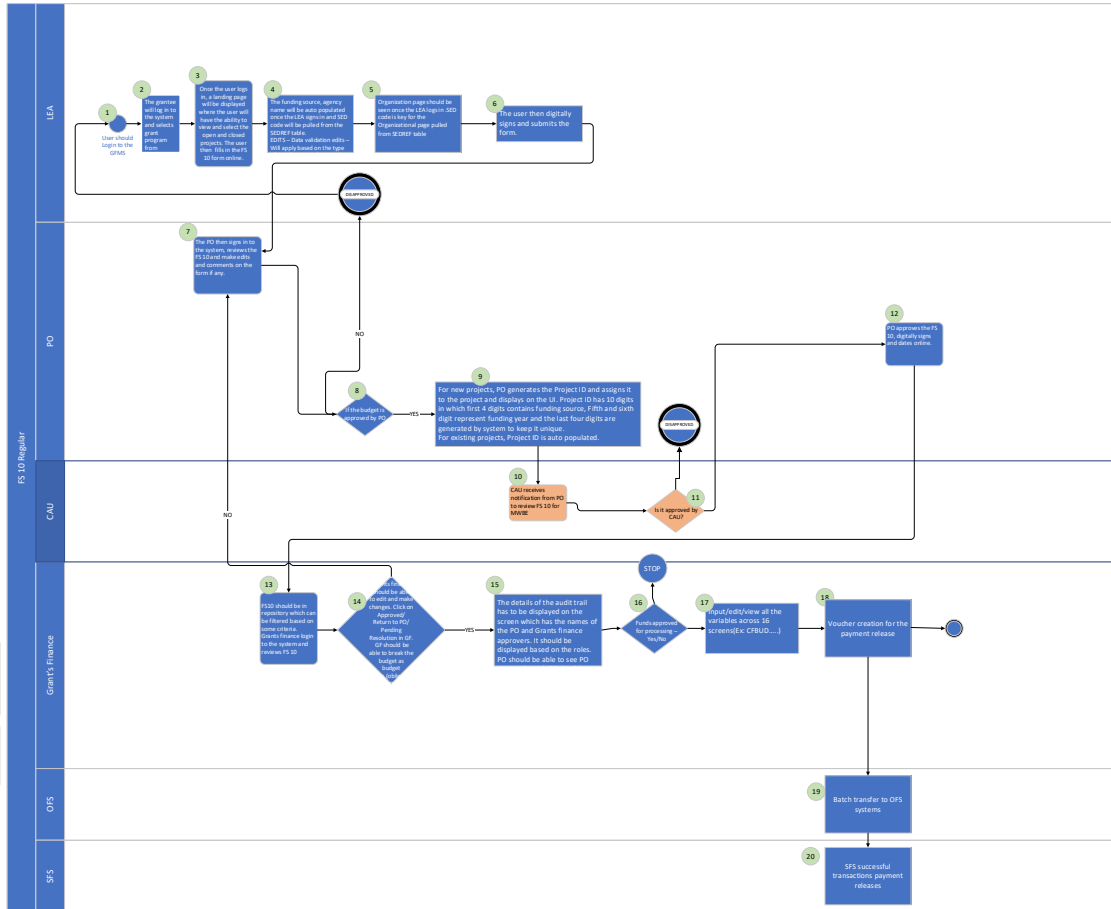 FS 10 Regular
LEA
1
User should
Login to the
GFMS
2
The grantee
will log in to
the system
and selects
grant
program
from
3
Once the user logs
in, a landing page
will be displayed
where the user will
have the ability to
view and select the
open and closed
projects. The user
then fills in the FS
10 form online.
4
The funding source, agency
name will be auto populated
once the LEA signs in and SED
code will be pulled from the
SEDREF table.
EDITS – Data validation edits –
Will apply based on the type
5
Organization page should be
seen once the LEA logs in .SED
code is key for the
Organizational page pulled
from SEDREF table
6
The user then digitally
signs and submits the
form.
DISAPPROVED
PO
7
The PO then signs in to
the system, reviews the
FS 10 and make edits
and comments on the
form if any.
NO
8
If the budget is
approved by PO
YES
9
For new projects, PO generates the Project ID and assigns it
to the project and displays on the UI. Project ID has 10 digits
in which first 4 digits contains funding source, Fifth and sixth
digit represent funding year and the last four digits are
generated by system to keep it unique.
For existing projects, Project ID is auto populated.
DISAPPROVED
12
PO approves the FS
10, digitally signs
and dates online.
CAU
10
CAU receives
notification from PO
to review FS 10 for
MWBE
11
Is it approved by
CAU?
NO
Grant's Finance
13
FS10 should be in
repository which can
be filtered based on
some criteria.
Grants finance login
to the system and
reviews FS 10
14
should be able
to edit and make
changes. Click on
Approved/
Return to PO/
Pending
Resolution in GF.
GF should be
able to break the
budget as
budget
YES
15
The details of the audit trail
has to be displayed on the
screen which has the names of
the PO and Grants finance
approvers. It should be
displayed based on the roles.
PO should be able to see PO
STOP
16
Funds approved
for processing –
Yes/No
17
Input/edit/view all the
variables across 16
screens(Ex: CFBUD.....)
18
Voucher creation for the
payment release
OFS
19
Batch transfer to OFS
systems
SFS
20
SFS successful
transactions payment
releases